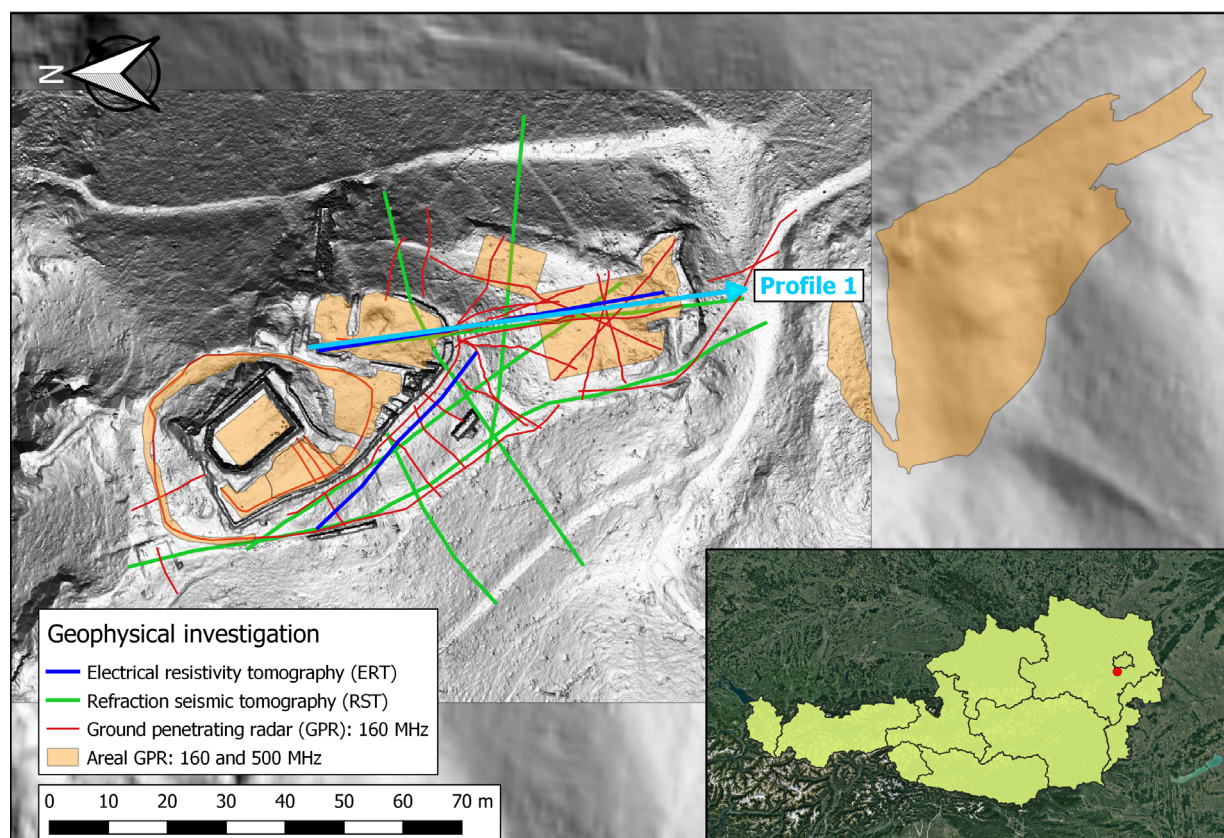 N
Profile 1
Geophysical investigation
Electrical resistivity tomography (ERT)
Refraction seismic tomography (RST)
Ground penetrating radar (GPR): 160 MHz
Areal GPR: 160 and 500 MHz
0 10 20 30 40 50 60 70 m